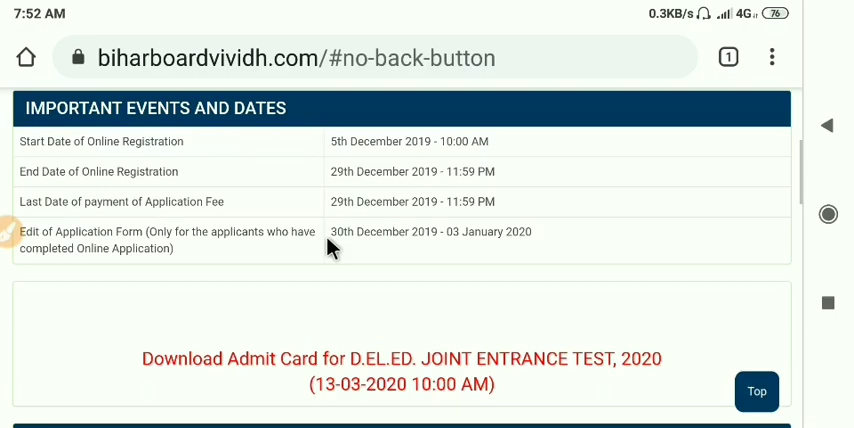 7:52 AM
0.3KB/s 4G 76
biharboardvividh.com/#no-back-button
1
IMPORTANT EVENTS AND DATES
Start Date of Online Registration 5th December 2019 - 10:00 AM
End Date of Online Registration 29th December 2019 - 11:59 PM
Last Date of payment of Application Fee 29th December 2019 - 11:59 PM
Edit of Application Form (Only for the applicants who have 30th December 2019 - 03 January 2020
completed Online Application)
Download Admit Card for D.EL.ED. JOINT ENTRANCE TEST, 2020
(13-03-2020 10:00 AM)
Top